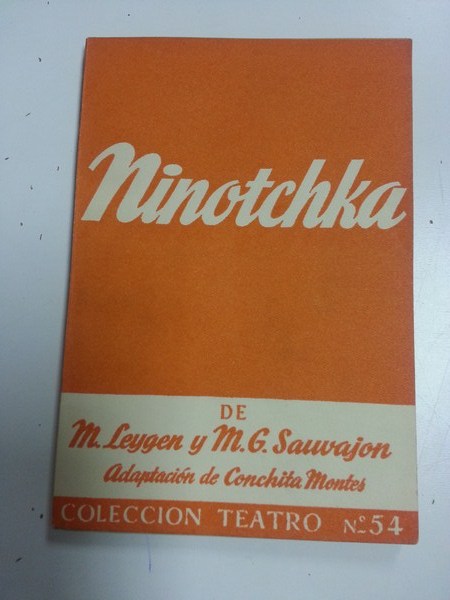 Ninotchka
DE
M. Leygen y M. G. Sauvajon
Adaptación de Conchita Montes
COLECCION TEATRO Nº 54